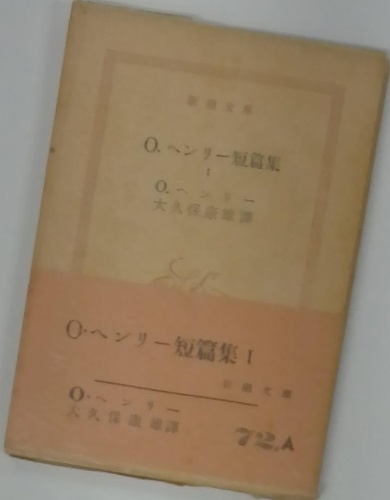 新潮文庫
O.ヘンリー短篇集
I
O.ヘンリー
大久保康雄譯
O・ヘンリー短篇集 I
新潮文庫
O・ヘンリー
大久保康雄譯
72.A